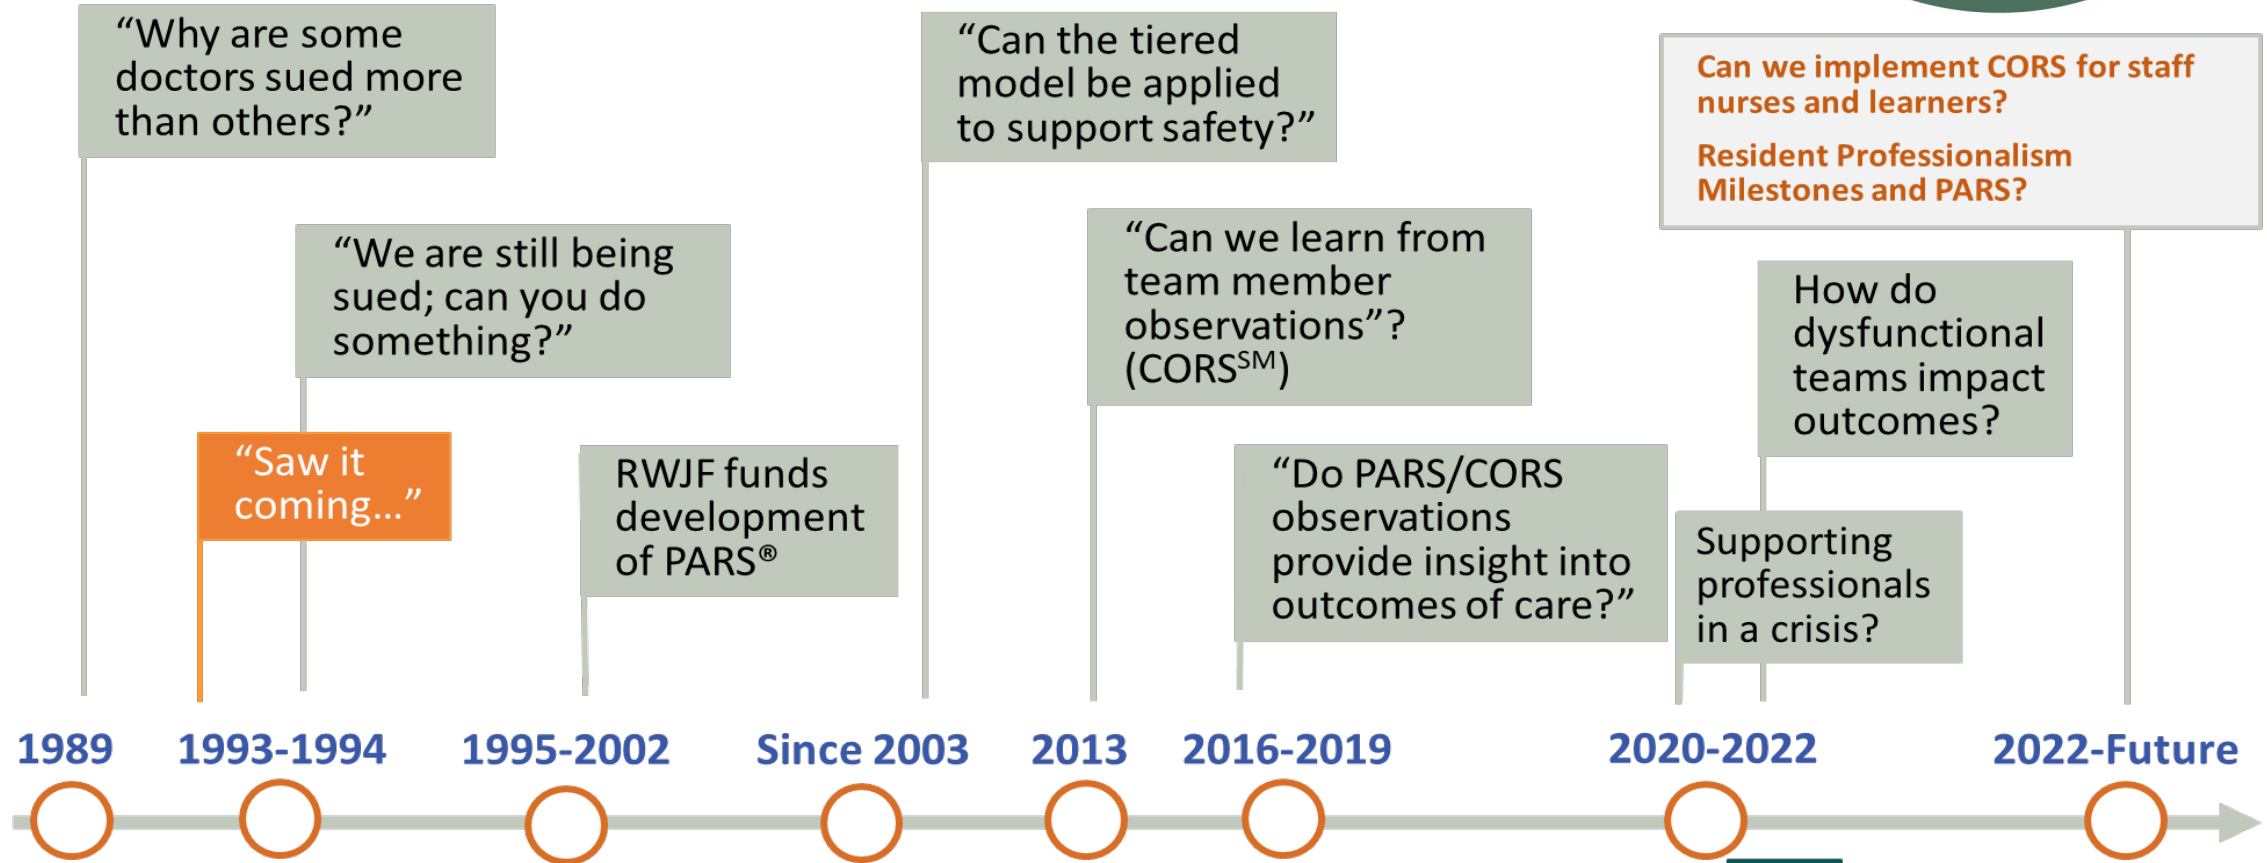 “Why are some
doctors sued more
than others?”
“We are still being
sued; can you do
something?”
“Saw it
coming...”
RWJF funds
development
of PARS®
“Can the tiered
model be applied
to support safety?”
“Can we learn from
team member
observations”?
(CORSSM)
“Do PARS/CORS
observations
provide insight into
outcomes of care?”
Supporting
professionals
in a crisis?
How do
dysfunctional
teams impact
outcomes?
Can we implement CORS for staff
nurses and learners?
Resident Professionalism
Milestones and PARS?
1989
1993-1994
1995-2002
Since 2003
2013
2016-2019
2020-2022
2022-Future